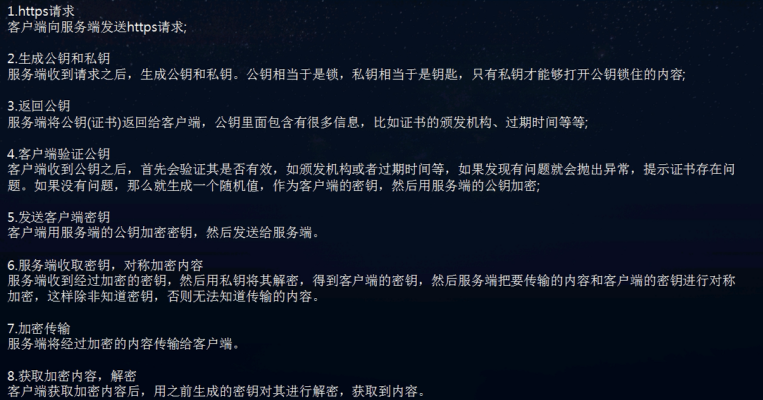 1.https请求
客户端向服务端发送https请求;
2.生成公钥和私钥
服务端收到请求之后，生成公钥和私钥。公钥相当于是锁，私钥相当于是钥匙，只有私钥才能够打开公钥锁住的内容;
3.返回公钥
服务端将公钥(证书)返回给客户端，公钥里面包含有很多信息，比如证书的颁发机构、过期时间等等;
4.客户端验证公钥
客户端收到公钥之后，首先会验证其是否有效，如颁发机构或者过期时间等，如果发现有问题就会抛出异常，提示证书存在问
题。如果没有问题，那么就生成一个随机值，作为客户端的密钥，然后用服务端的公钥加密;
5.发送客户端密钥
客户端用服务端的公钥加密密钥，然后发送给服务端。
6.服务端收取密钥，对称加密内容
服务端收到经过加密的密钥，然后用私钥将其解密，得到客户端的密钥，然后服务端把要传输的内容和客户端的密钥进行对称
加密，这样除非知道密钥，否则无法知道传输的内容。
7.加密传输
服务端将经过加密的内容传输给客户端。
8.获取加密内容，解密
客户端获取加密内容后，用之前生成的密钥对其进行解密，获取到内容。